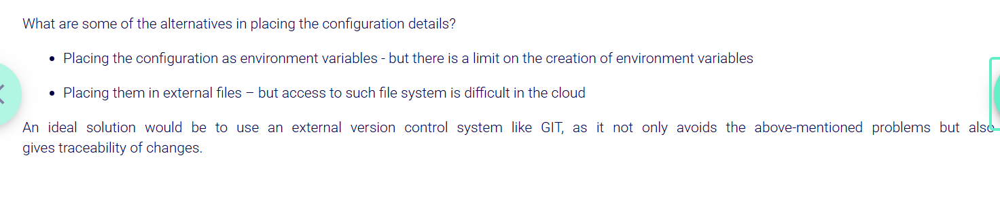 What are some of the alternatives in placing the configuration details?
• Placing the configuration as environment variables - but there is a limit on the creation of environment variables
• Placing them in external files – but access to such file system is difficult in the cloud
An ideal solution would be to use an external version control system like GIT, as it not only avoids the above-mentioned problems but also
gives traceability of changes.